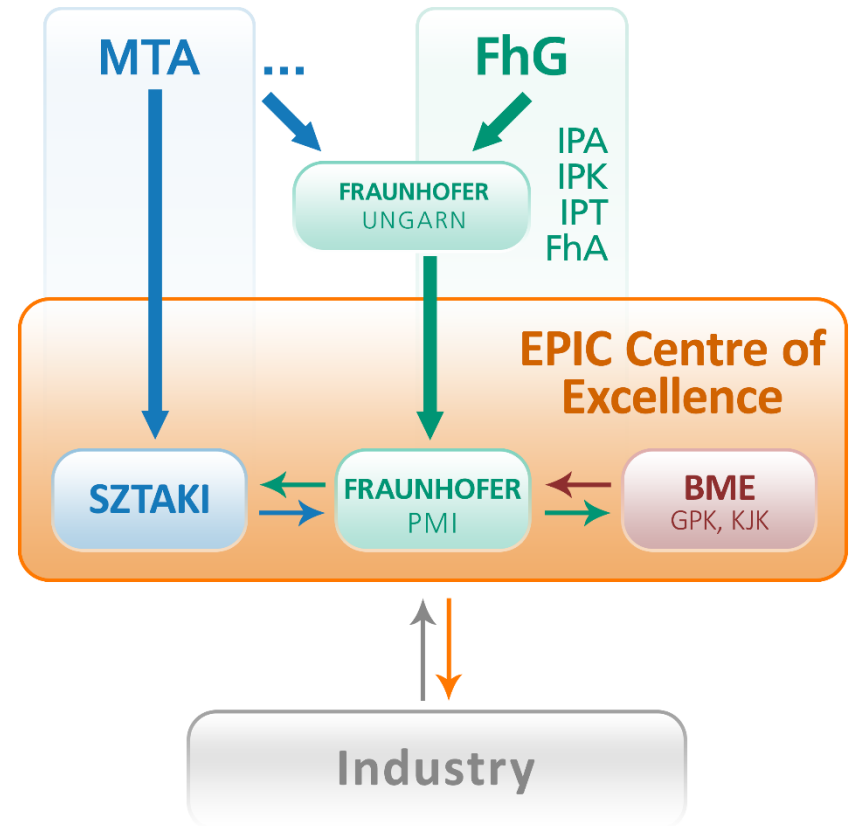 MTA ...
FhG
IPA
IPK
IPT
FhA
FRAUNHOFER
UNGARN
EPIC Centre of
Excellence
SZTAKI
FRAUNHOFER
PMI
BME
GPK, KJK
Industry